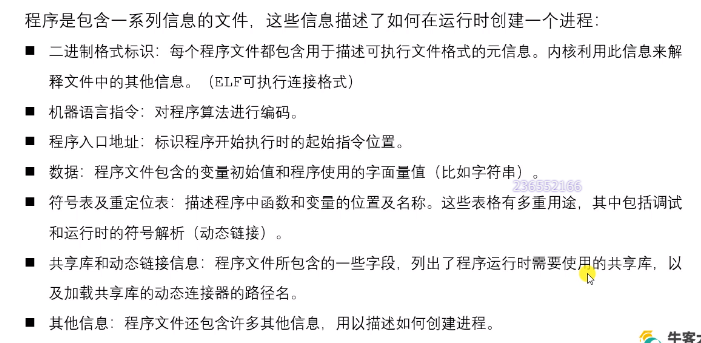 程序是包含一系列信息的文件，这些信息描述了如何在运行时创建一个进程：
■ 二进制格式标识：每个程序文件都包含用于描述可执行文件格式的元信息。内核利用此信息来解
释文件中的其他信息。（ELF可执行连接格式）
■ 机器语言指令：对程序算法进行编码。
■ 程序入口地址：标识程序开始执行时的起始指令位置。
■ 数据：程序文件包含的变量初始值和程序使用的字面量值（比如字符串）。
236552166
■ 符号表及重定位表：描述程序中函数和变量的位置及名称。这些表格有多重用途，其中包括调试
和运行时的符号解析（动态链接）。
■ 共享库和动态链接信息：程序文件所包含的一些字段，列出了程序运行时需要使用的共享库，以
及加载共享库的动态连接器的路径名。
■ 其他信息：程序文件还包含许多其他信息，用以描述如何创建进程。
牛客